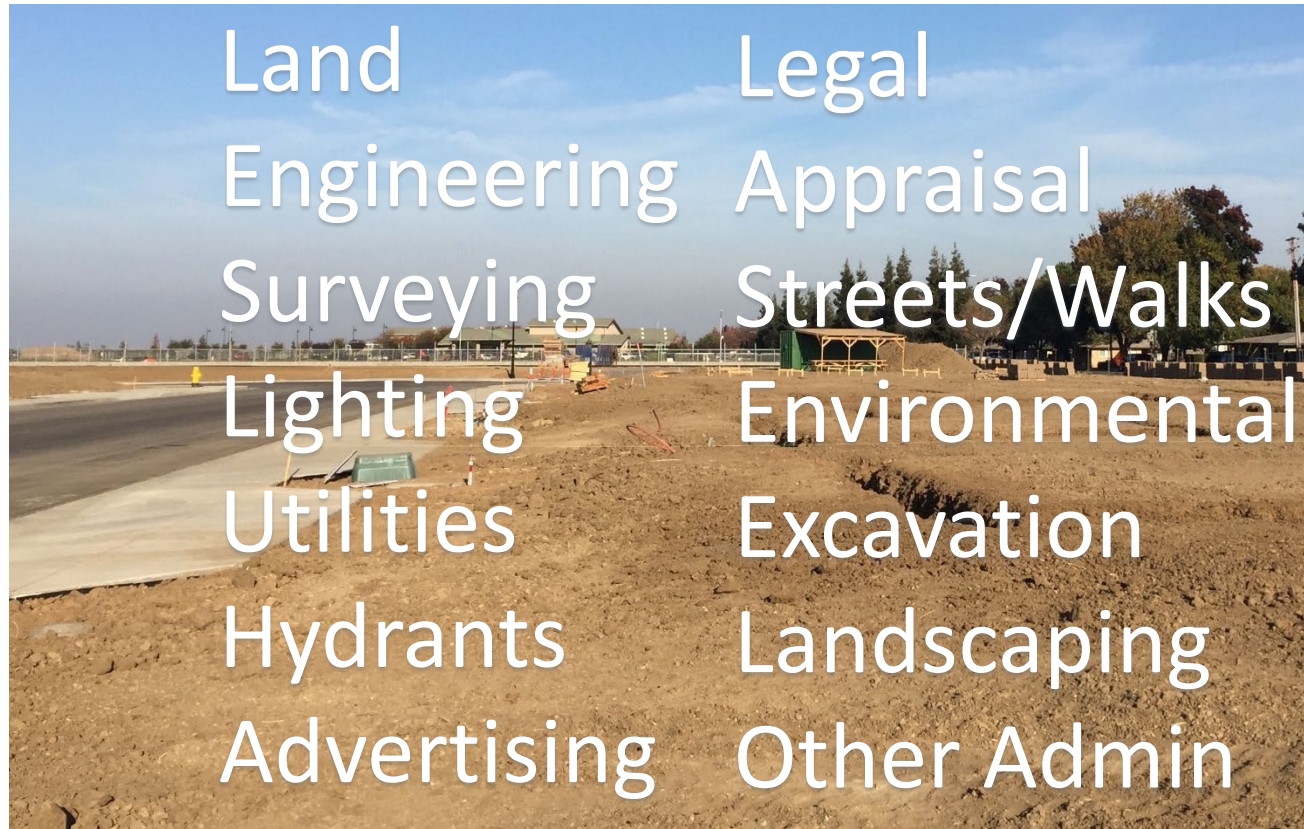 Land
Engineering
Surveying
Lighting
Utilities
Hydrants
Advertising
Legal
Appraisal
Streets/Walks
Environmental
Excavation
Landscaping
Other Admin